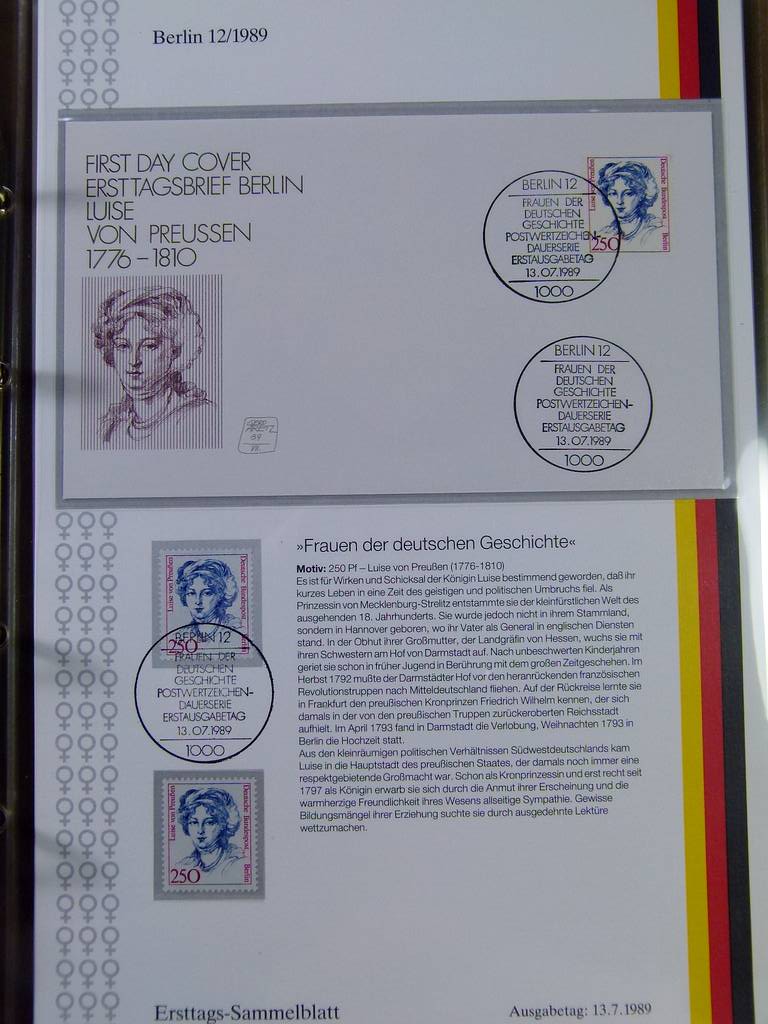 Berlin 12/1989
FIRST DAY COVER
ERSTTAGSBRIEF BERLIN
LUISE
VON PREUSSEN
1776 – 1810
Luise von Preußen
Deutsche Bundespost Berlin
250
BERLIN 12
FRAUEN DER
DEUTSCHEN
GESCHICHTE
POSTWERTZEICHEN-
DAUERSERIE
ERSTAUSGABETAG
13.07.1989
1000
BERLIN 12
FRAUEN DER
DEUTSCHEN
GESCHICHTE
POSTWERTZEICHEN-
DAUERSERIE
ERSTAUSGABETAG
13.07.1989
1000
89
»Frauen der deutschen Geschichte«
Motiv: 250 Pf – Luise von Preußen (1776-1810)
Es ist für Wirken und Schicksal der Königin Luise bestimmend geworden, daß ihr
kurzes Leben in eine Zeit des geistigen und politischen Umbruchs fiel. Als
Prinzessin von Mecklenburg-Strelitz entstammte sie der kleinfürstlichen Welt des
ausgehenden 18. Jahrhunderts. Sie wurde jedoch nicht in ihrem Stammland,
sondern in Hannover geboren, wo ihr Vater als General in englischen Diensten
stand. In der Obhut ihrer Großmutter, der Landgräfin von Hessen, wuchs sie mit
ihren Schwestern am Hof von Darmstadt auf. Nach unbeschwerten Kinderjahren
geriet sie schon in früher Jugend in Berührung mit dem großen Zeitgeschehen. Im
Herbst 1792 mußte der Darmstädter Hof vor den heranrückenden französischen
Revolutionstruppen nach Mitteldeutschland fliehen. Auf der Rückreise lernte sie
in Frankfurt den preußischen Kronprinzen Friedrich Wilhelm kennen, der sich
damals in der von den preußischen Truppen zurückeroberten Reichsstadt
aufhielt. Im April 1793 fand in Darmstadt die Verlobung, Weihnachten 1793 in
Berlin die Hochzeit statt.
Aus den kleinräumigen politischen Verhältnissen Südwestdeutschlands kam
Luise in die Hauptstadt des preußischen Staates, der damals noch immer eine
respektgebietende Großmacht war. Schon als Kronprinzessin und erst recht seit
1797 als Königin erwarb sie sich durch die Anmut ihrer Erscheinung und die
warmherzige Freundlichkeit ihres Wesens allseitige Sympathie. Gewisse
Bildungsmängel ihrer Erziehung suchte sie durch ausgedehnte Lektüre
wettzumachen.
Luise von Preußen
Deutsche Bundespost
250
BERLIN 12
FRAUEN DER
DEUTSCHEN
GESCHICHTE
POSTWERTZEICHEN-
DAUERSERIE
ERSTAUSGABETAG
13.07.1989
1000
Luise von Preußen
Deutsche Bundespost Berlin
250
Ersttags-Sammelblatt
Ausgabetag: 13.7.1989